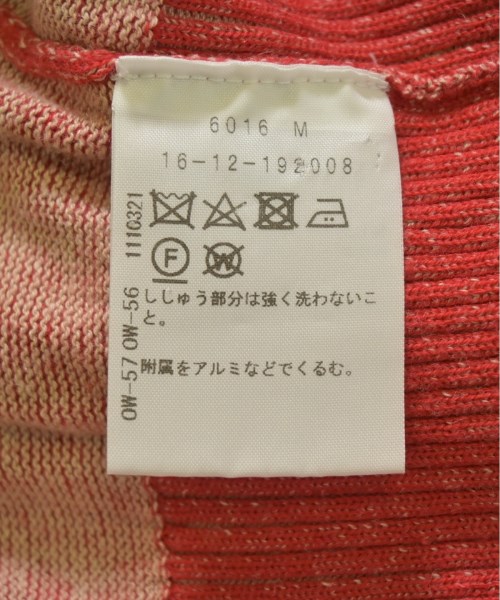 6016 M
16-12-192008
F
W
しじゅう部分は強く洗わないこ
と。
附属をアルミなどでくるむ。
OW-57 OW-56 1110321